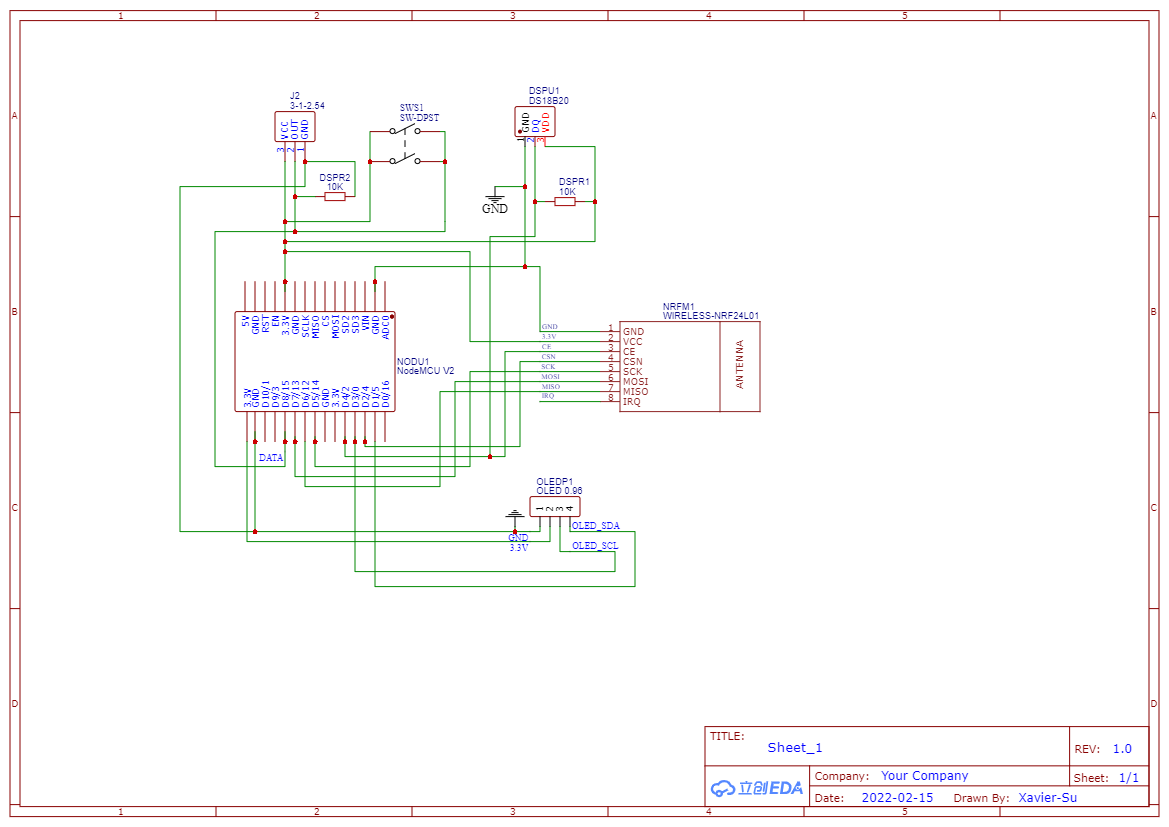 1 2 3 4 5
A A
B B
C C
D D
J2
3-1-2.54
VCC
OUT
GND
3 2 1
SWS1
SW-DPST
DSPU1
DS18B20
GND
DQ
VDD
1 2 3
DSPR2
10K
DSPR1
10K
GND
5V
GND
RST
EN
3.3V
GND
SCLK
MISO
CS
MOSI
SD2
SD3
VIN
GND
ADC0
NODU1
NodeMCU V2
3.3V
GND
D10/1
D9/3
D8/15
D7/13
D6/12
D5/14
GND
3.3V
D4/2
D3/0
D2/4
D1/5
D0/16
DATA
NRFM1
WIRELESS-NRF24L01
GND 1 GND
3.3V 2 VCC
CE 3 CE
CSN 4 CSN
SCK 5 SCK
MOSI 6 MOSI
MISO 7 MISO
IRQ 8 IRQ
ANTENNA
OLEDP1
OLED 0.96
1 2 3 4
OLED_SDA
GND
3.3V
OLED_SCL
TITLE:
Sheet_1
REV: 1.0
立创EDA
Company: Your Company
Sheet: 1/1
Date: 2022-02-15 Drawn By: Xavier-Su
1 2 3 4 5